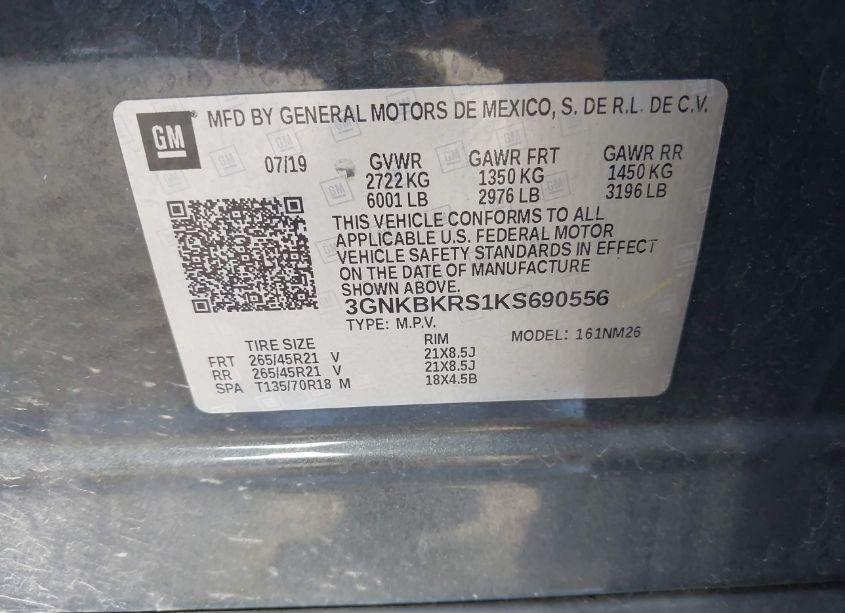 GM ® MFD BY GENERAL MOTORS DE MEXICO, S. DE R.L. DE C.V.
07/19 GVWR GAWR FRT GAWR RR
2722 KG 1350 KG 1450 KG
6001 LB 2976 LB 3196 LB
THIS VEHICLE CONFORMS TO ALL
APPLICABLE U.S. FEDERAL MOTOR
VEHICLE SAFETY STANDARDS IN EFFECT
ON THE DATE OF MANUFACTURE
SHOWN ABOVE.
3GNKBKRS1KS690556
TYPE: M.P.V. MODEL: 161NM26
TIRE SIZE RIM
FRT 265/45R21 V 21X8.5J
RR 265/45R21 V 21X8.5J
SPA T135/70R18 M 18X4.5B